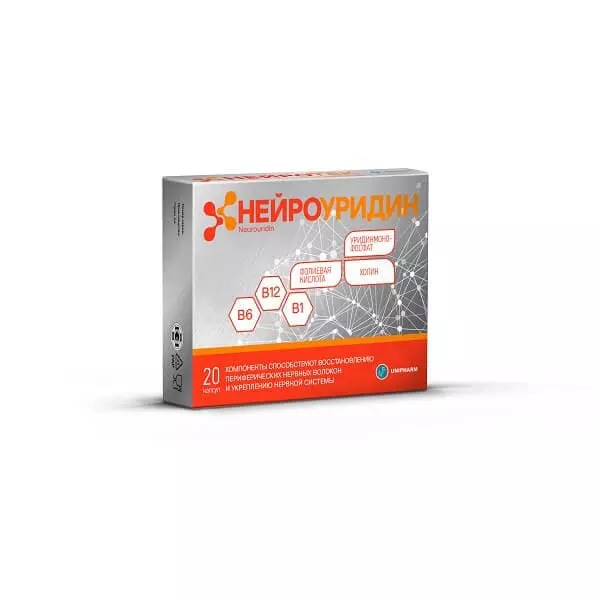 НЕЙРОУРИДИН
Neurouridin
УРИДИНМОНО-
ФОСФАТ
ФОЛИЕВАЯ
КИСЛОТА
ХОЛИН
B12
B6
B1
20
капсул
КОМПОНЕНТЫ СПОСОБСТВУЮТ ВОССТАНОВЛЕНИЮ
ПЕРИФЕРИЧЕСКИХ НЕРВНЫХ ВОЛОКОН
И УКРЕПЛЕНИЮ НЕРВНОЙ СИСТЕМЫ
UNIPHARM